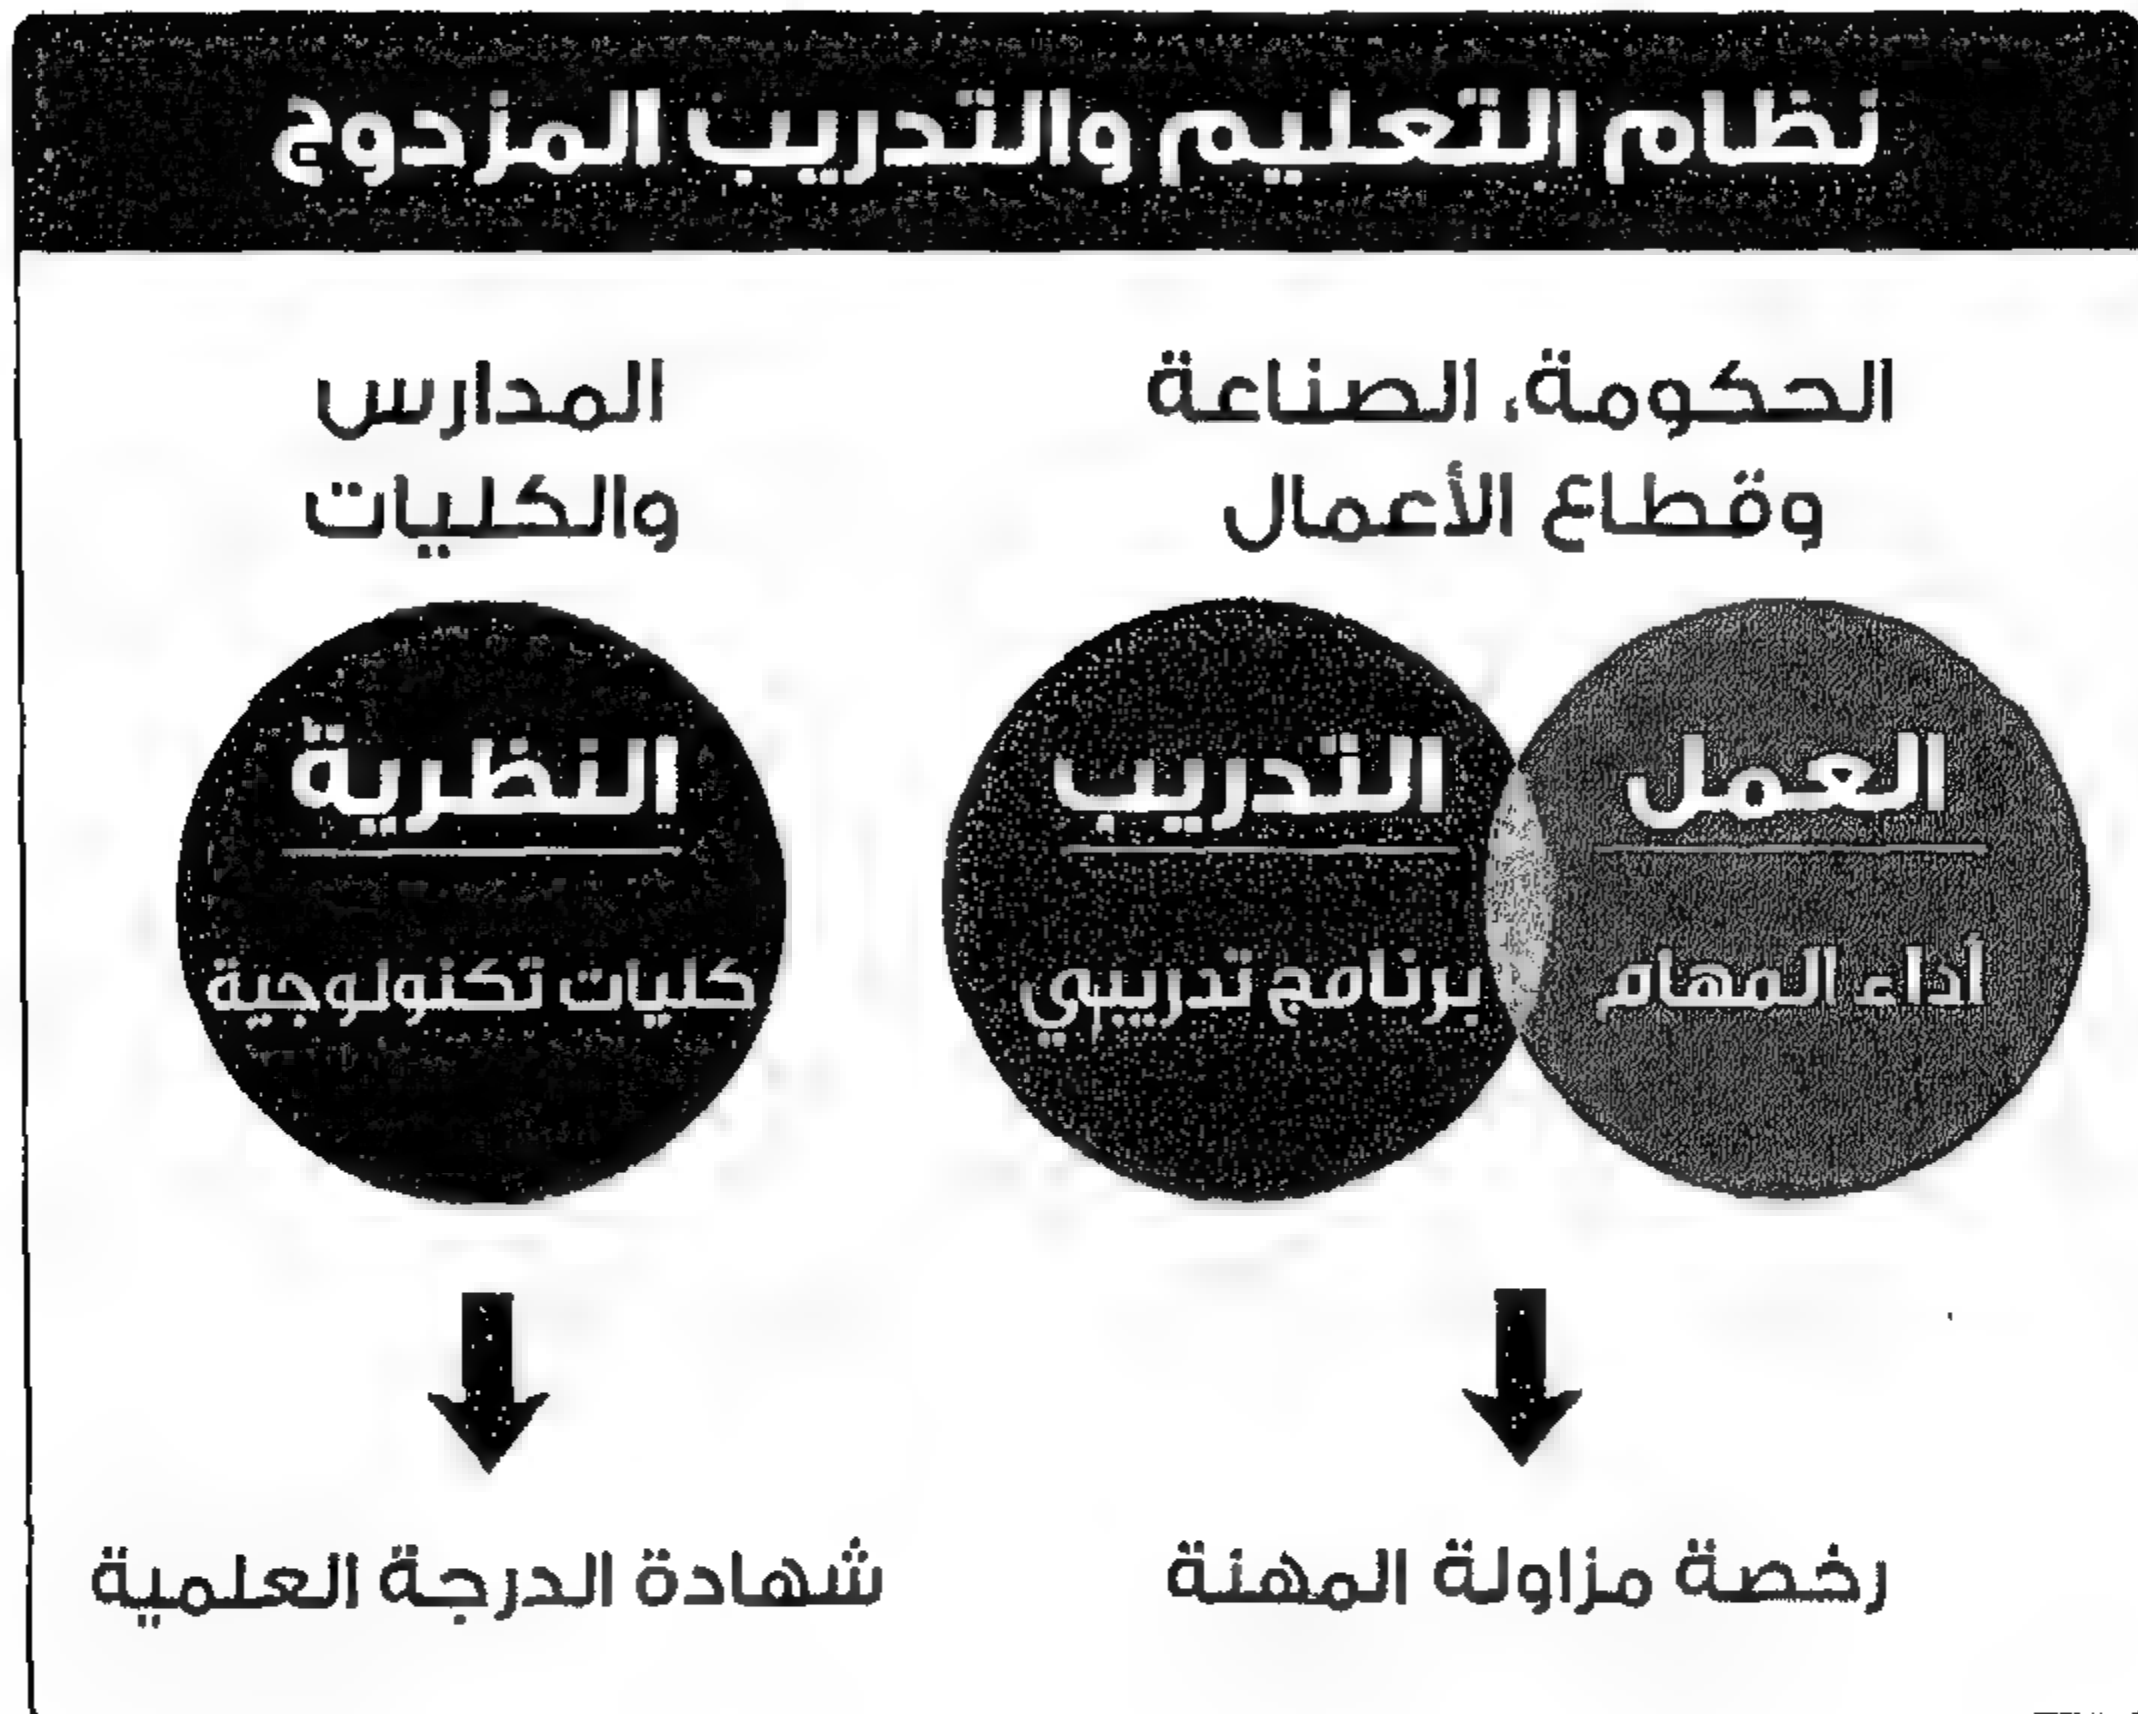 نظام التعليم والتدريب المزدوج
الحكومة، الصناعة
وقطاع الأعمال
العمل
أداء المهام
التدريب
برنامج تدريبي
رخصة مزاولة المهنة
المدارس
والكليات
النظرية
كليات تكنولوجية
شهادة الدرجة العلمية